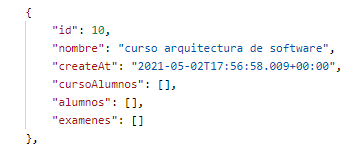 {
"id": 10,
"nombre": "curso arquitectura de software",
"createAt": "2021-05-02T17:56:58.009+00:00",
"cursoAlumnos": [],
"alumnos": [],
"examenes": []
},